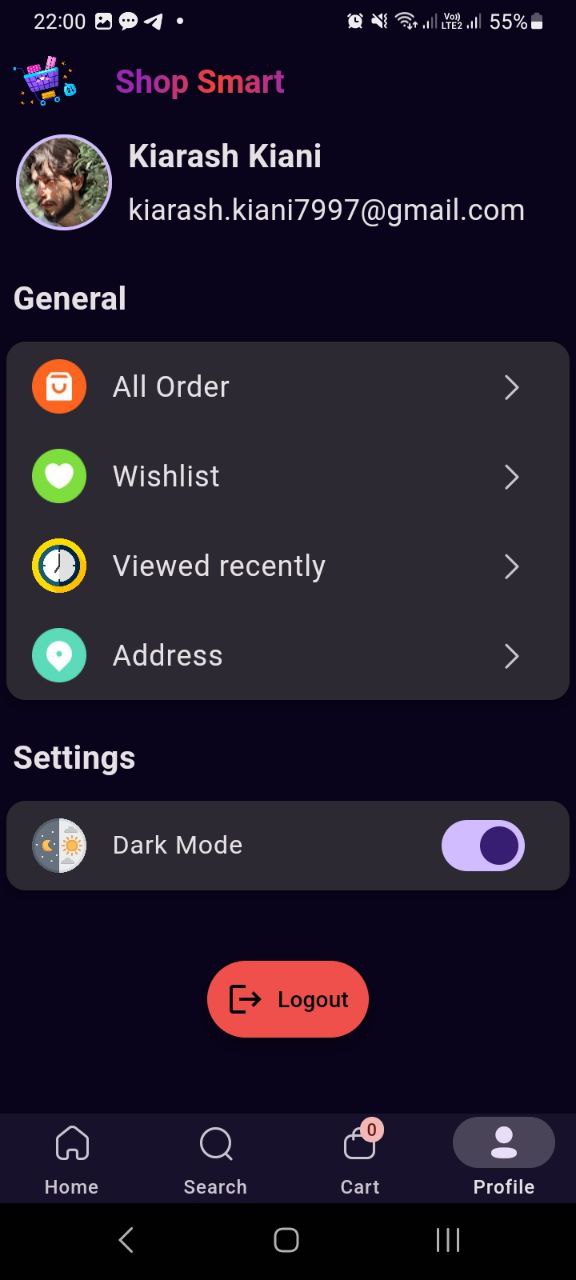 22:00 55%
Vo))
LTE2
Shop Smart
Kiarash Kiani
kiarash.kiani7997@gmail.com
General
All Order
Wishlist
Viewed recently
Address
Settings
Dark Mode
Logout
0
Home Search Cart Profile